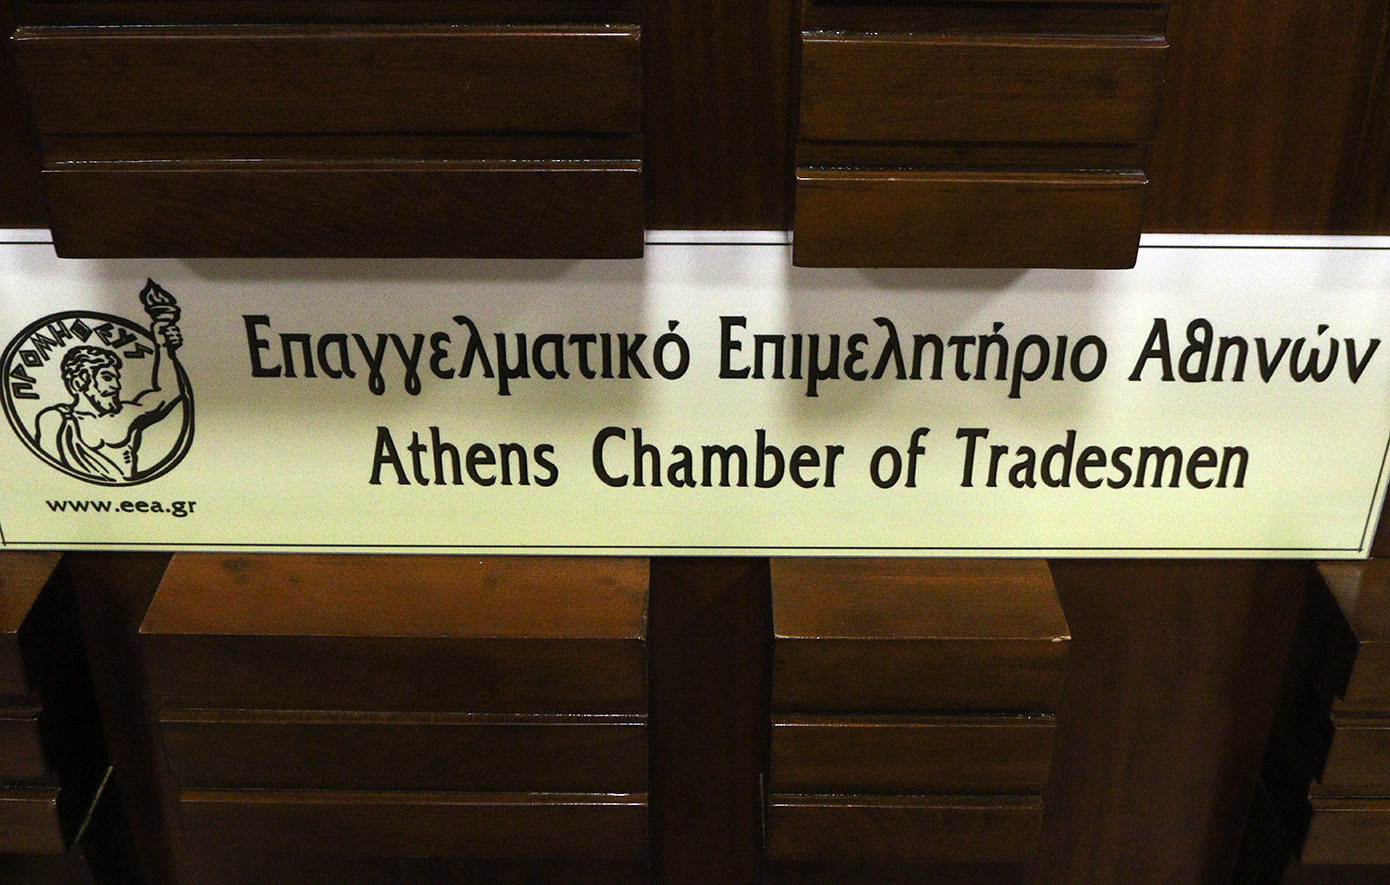 ΠΡΟΜΗΘΕΥΣ
Επαγγελματικό Επιμελητήριο Αθηνών
Athens Chamber of Tradesmen
www.eea.gr